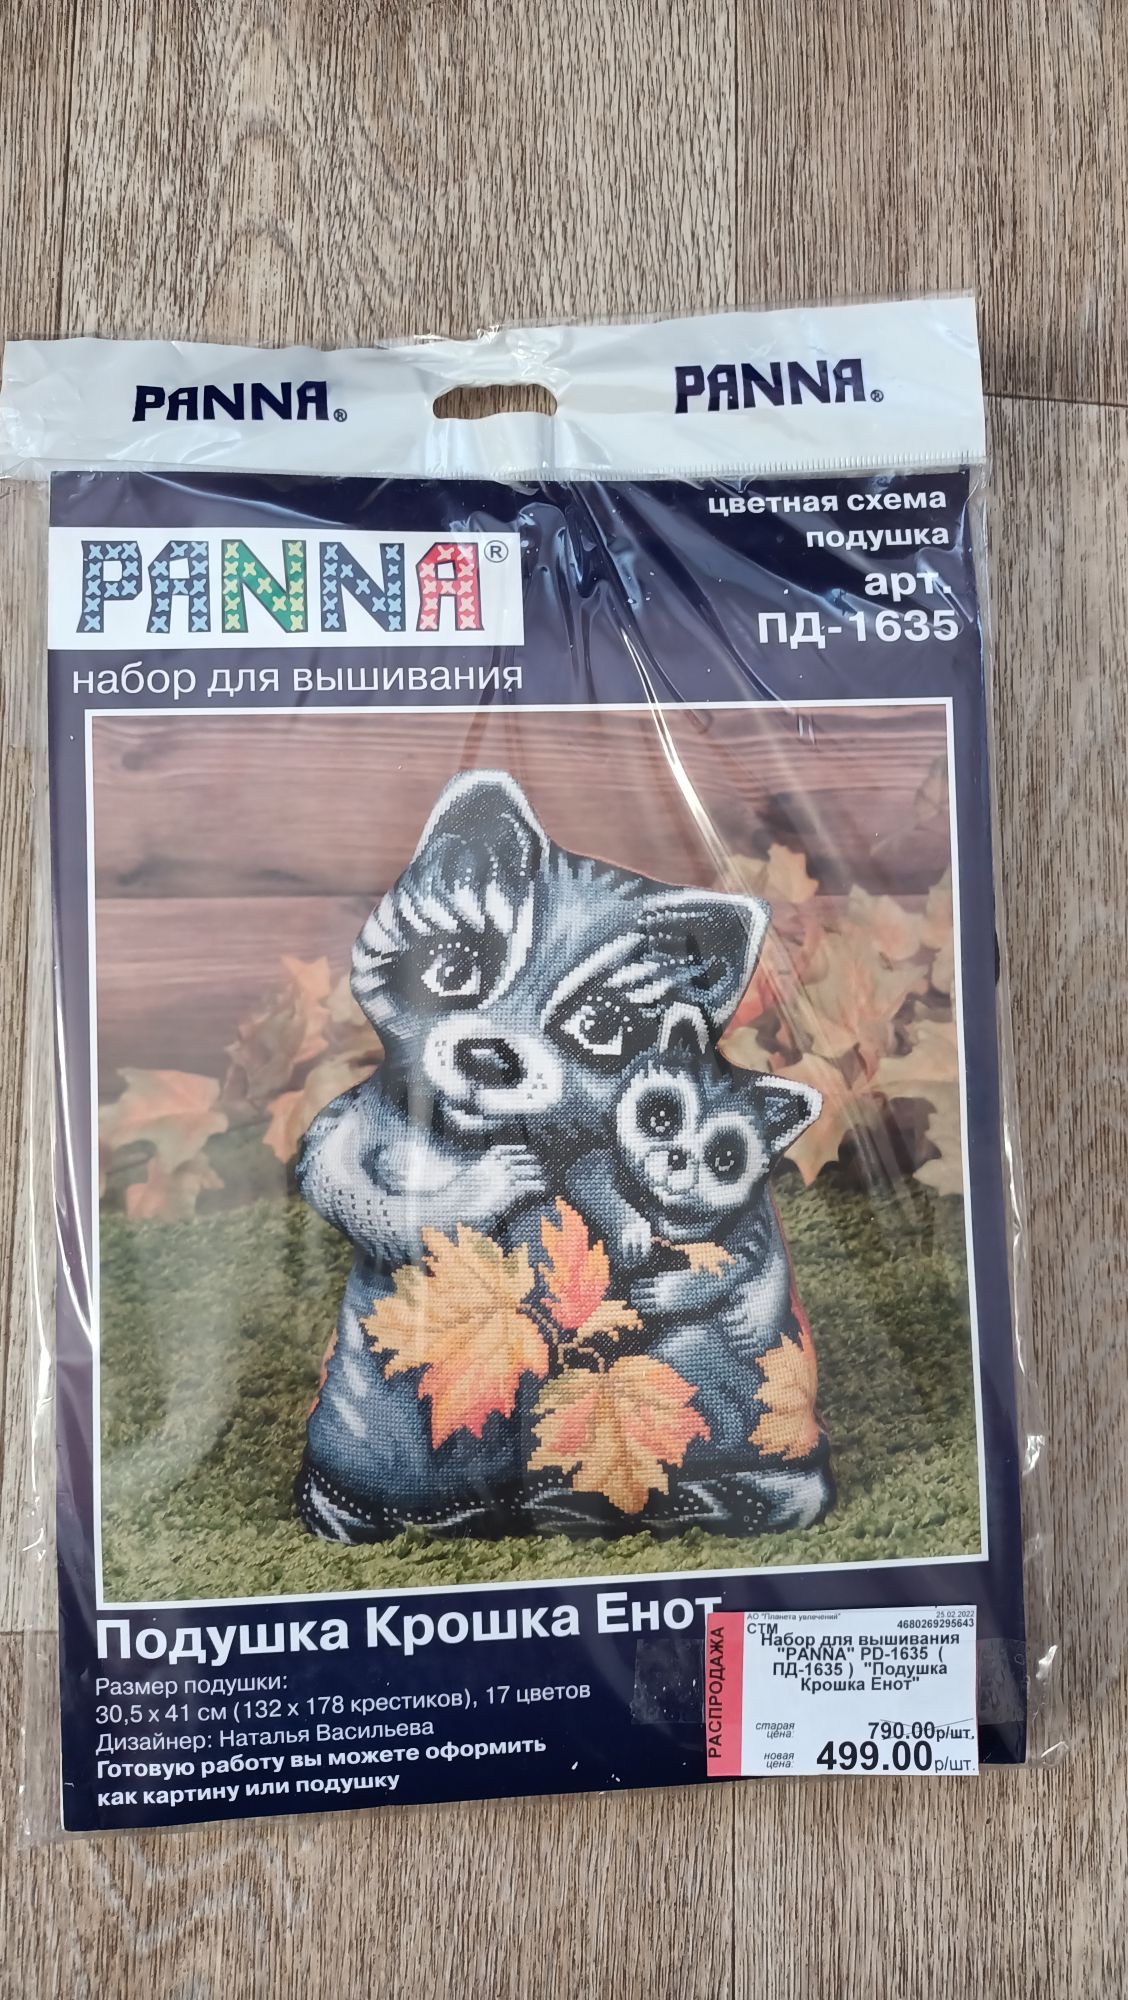 PANNA®
PANNA®
цветная схема
подушка
арт.
ПД-1635
PANNA®
набор для вышивания
Подушка Крошка Енот
Размер подушки:
30,5 x 41 см (132 x 178 крестиков), 17 цветов
Дизайнер: Наталья Васильева
Готовую работу вы можете оформить
как картину или подушку
РАСПРОДАЖА
АО "Планета увлечений" 25.02.2022
СТМ 4680269295643
Набор для вышивания
"PANNA" PD-1635 (
ПД-1635 ) "Подушка
Крошка Енот"
старая
цена: 790.00р/шт.
новая
цена: 499.00р/шт.